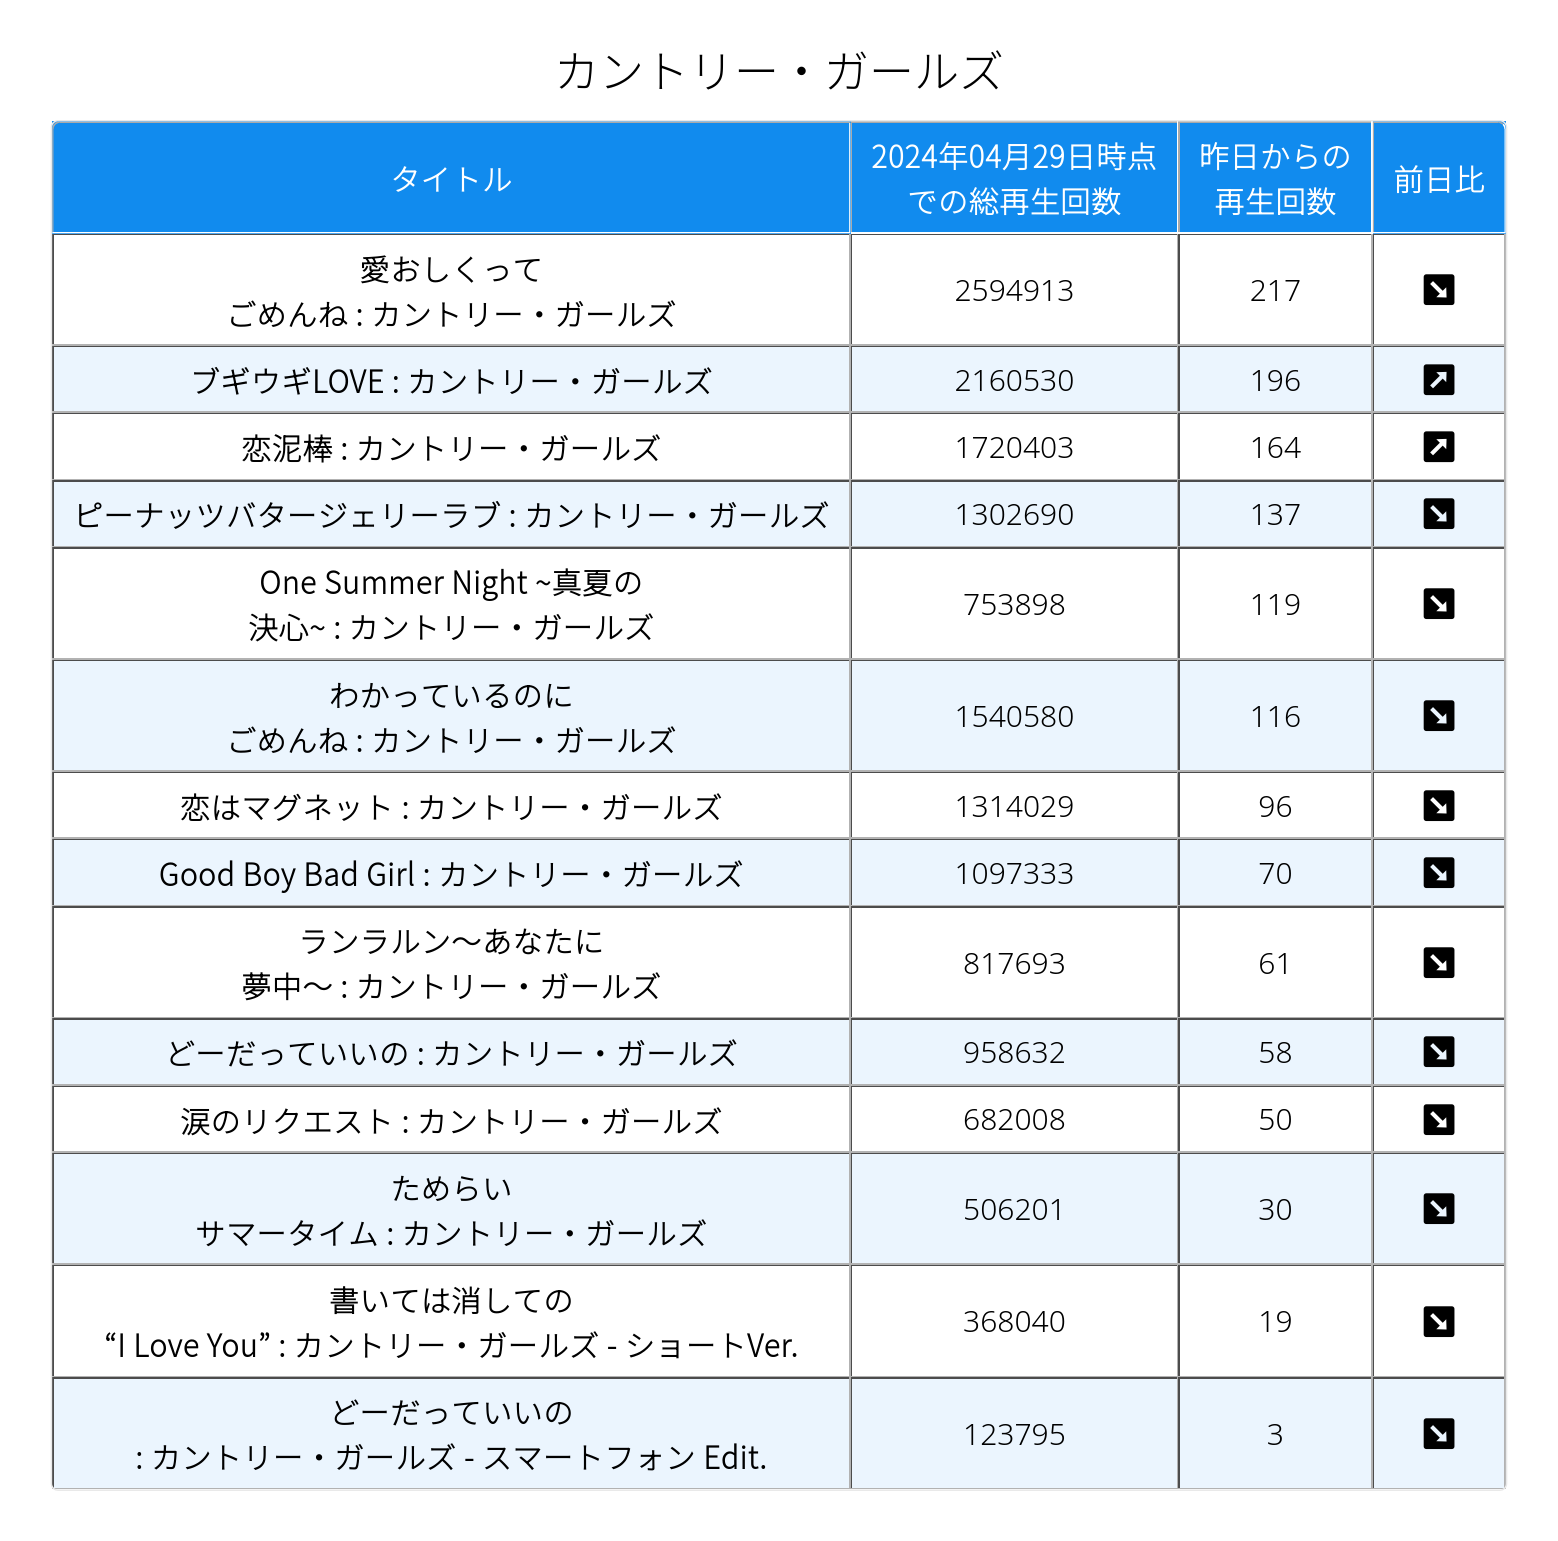 カントリー・ガールズ
タイトル
2024年04月29日時点
での総再生回数
昨日からの
再生回数
前日比
愛おしくって
ごめんね : カントリー・ガールズ
2594913
217
ブギウギLOVE : カントリー・ガールズ
2160530
196
恋泥棒 : カントリー・ガールズ
1720403
164
ピーナッツバタージェリーラブ : カントリー・ガールズ
1302690
137
One Summer Night ~真夏の
決心~ : カントリー・ガールズ
753898
119
わかっているのに
ごめんね : カントリー・ガールズ
1540580
116
恋はマグネット : カントリー・ガールズ
1314029
96
Good Boy Bad Girl : カントリー・ガールズ
1097333
70
ランラルン～あなたに
夢中～ : カントリー・ガールズ
817693
61
どーだっていいの : カントリー・ガールズ
958632
58
涙のリクエスト : カントリー・ガールズ
682008
50
ためらい
サマータイム : カントリー・ガールズ
506201
30
書いては消しての
“I Love You” : カントリー・ガールズ - ショートVer.
368040
19
どーだっていいの
: カントリー・ガールズ - スマートフォン Edit.
123795
3